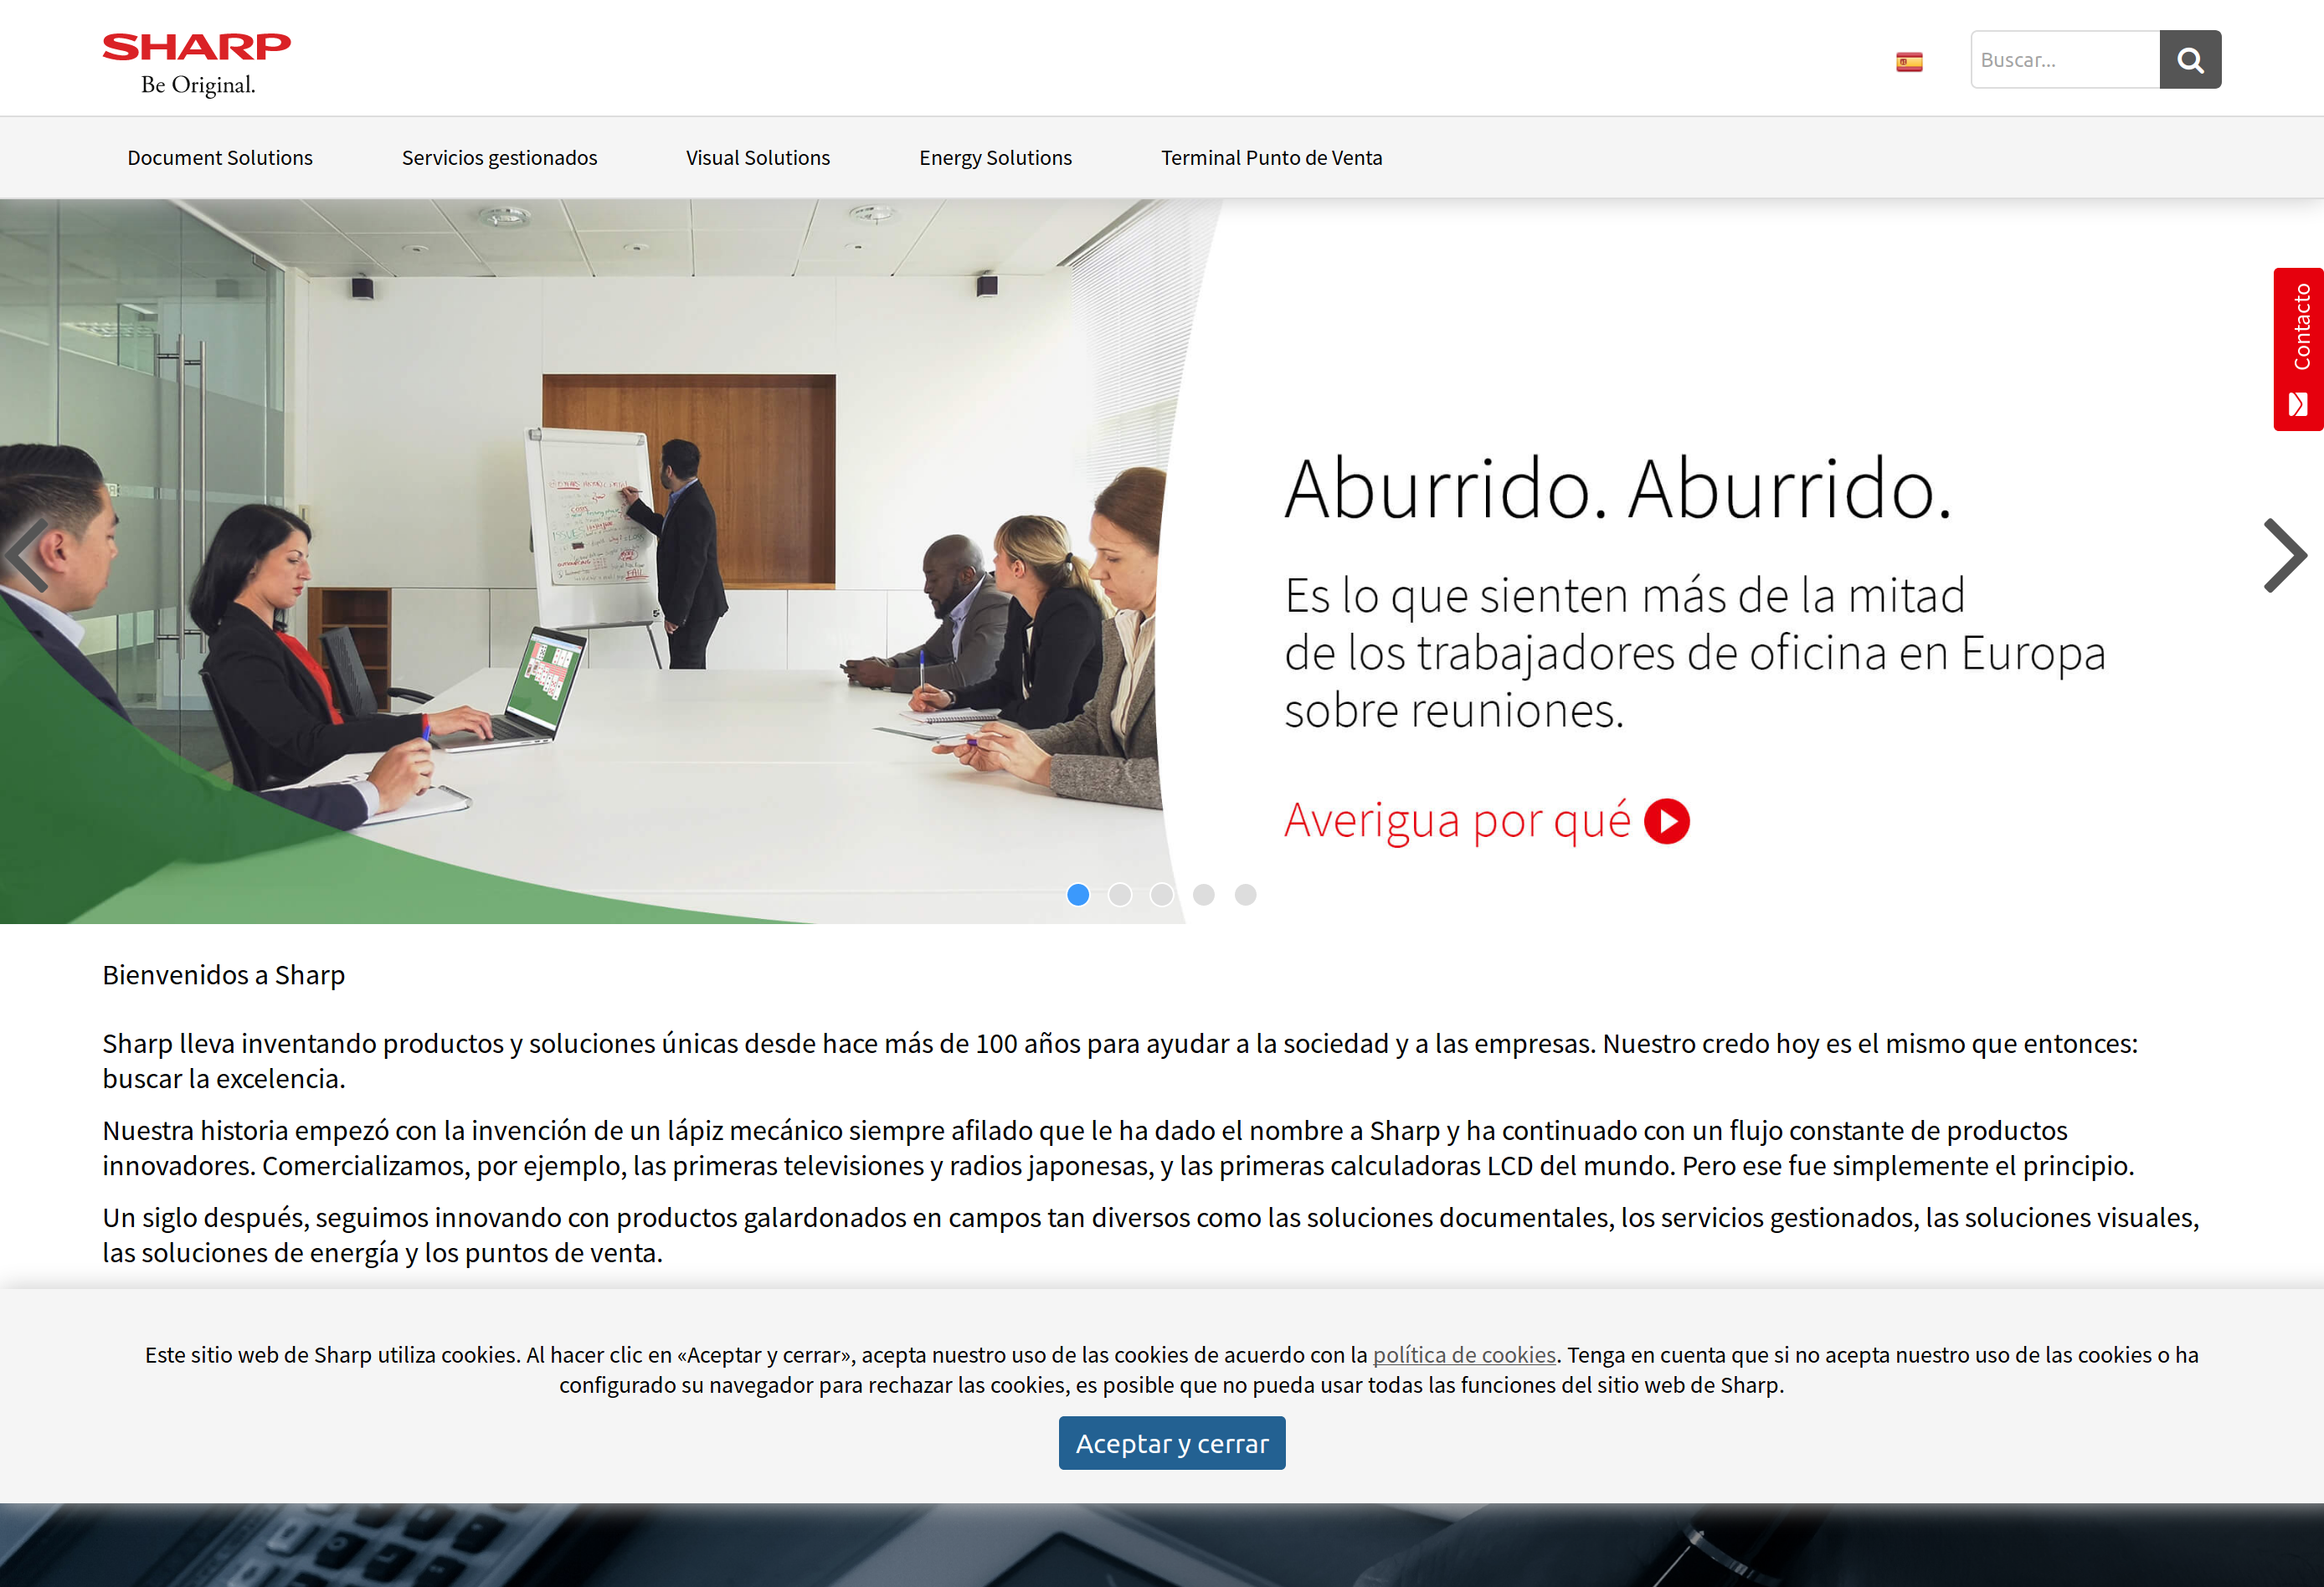 SHARP
Be Original.
Buscar...
Document Solutions
Servicios gestionados
Visual Solutions
Energy Solutions
Terminal Punto de Venta
Contacto
Aburrido. Aburrido.
Es lo que sienten más de la mitad
de los trabajadores de oficina en Europa
sobre reuniones.
Averigua por qué
Bienvenidos a Sharp
Sharp lleva inventando productos y soluciones únicas desde hace más de 100 años para ayudar a la sociedad y a las empresas. Nuestro credo hoy es el mismo que entonces:
buscar la excelencia.
Nuestra historia empezó con la invención de un lápiz mecánico siempre afilado que le ha dado el nombre a Sharp y ha continuado con un flujo constante de productos
innovadores. Comercializamos, por ejemplo, las primeras televisiones y radios japonesas, y las primeras calculadoras LCD del mundo. Pero ese fue simplemente el principio.
Un siglo después, seguimos innovando con productos galardonados en campos tan diversos como las soluciones documentales, los servicios gestionados, las soluciones visuales,
las soluciones de energía y los puntos de venta.
Este sitio web de Sharp utiliza cookies. Al hacer clic en «Aceptar y cerrar», acepta nuestro uso de las cookies de acuerdo con la política de cookies. Tenga en cuenta que si no acepta nuestro uso de las cookies o ha
configurado su navegador para rechazar las cookies, es posible que no pueda usar todas las funciones del sitio web de Sharp.
Aceptar y cerrar